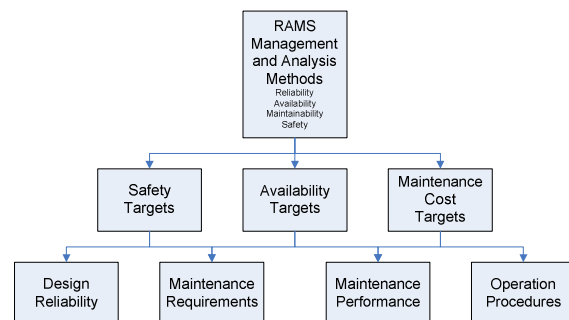 RAMS
Management
and Analysis
Methods
Reliability
Availability
Maintainability
Safety
Safety
Targets
Availability
Targets
Maintenance
Cost
Targets
Design
Reliability
Maintenance
Requirements
Maintenance
Performance
Operation
Procedures